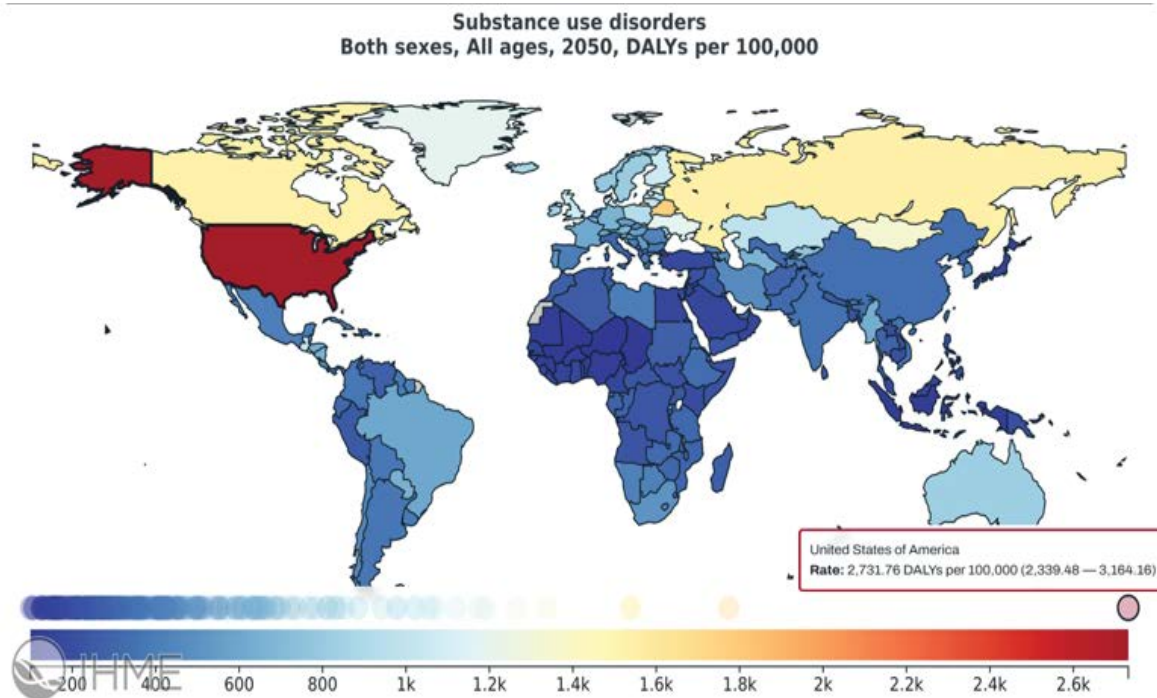 Substance use disorders
Both sexes, All ages, 2050, DALYs per 100,000
United States of America
Rate: 2,731.76 DALYs per 100,000 (2,339.48 — 3,164.16)
IHME
200 400 600 800 1k 1.2k 1.4k 1.6k 1.8k 2k 2.2k 2.4k 2.6k